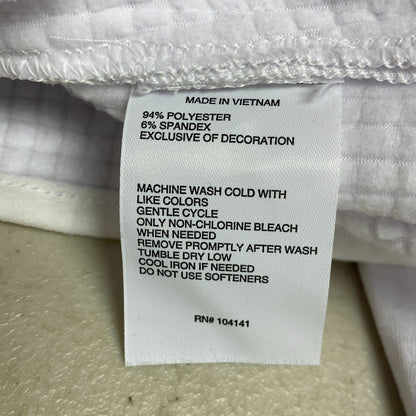 MADE IN VIETNAM
94% POLYESTER
6% SPANDEX
EXCLUSIVE OF DECORATION
MACHINE WASH COLD WITH
LIKE COLORS
GENTLE CYCLE
ONLY NON-CHLORINE BLEACH
WHEN NEEDED
REMOVE PROMPTLY AFTER WASH
TUMBLE DRY LOW
COOL IRON IF NEEDED
DO NOT USE SOFTENERS
RN# 104141